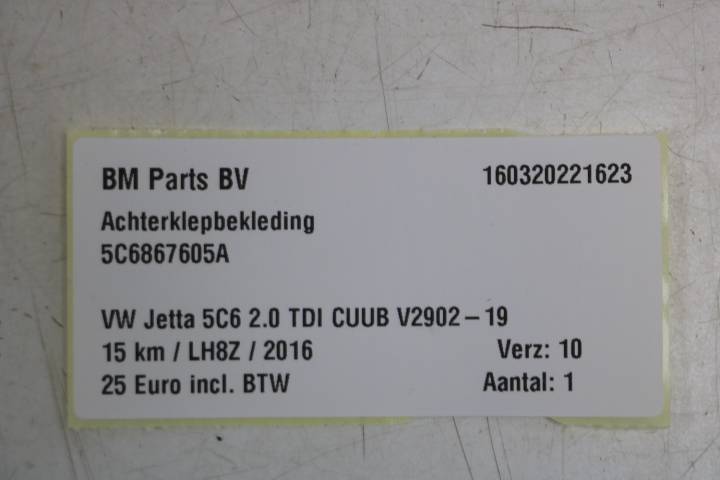 BM Parts BV 160320221623
Achterklepbekleding
5C6867605A
VW Jetta 5C6 2.0 TDI CUUB V2902-19
15 km / LH8Z / 2016 Verz: 10
25 Euro incl. BTW Aantal: 1